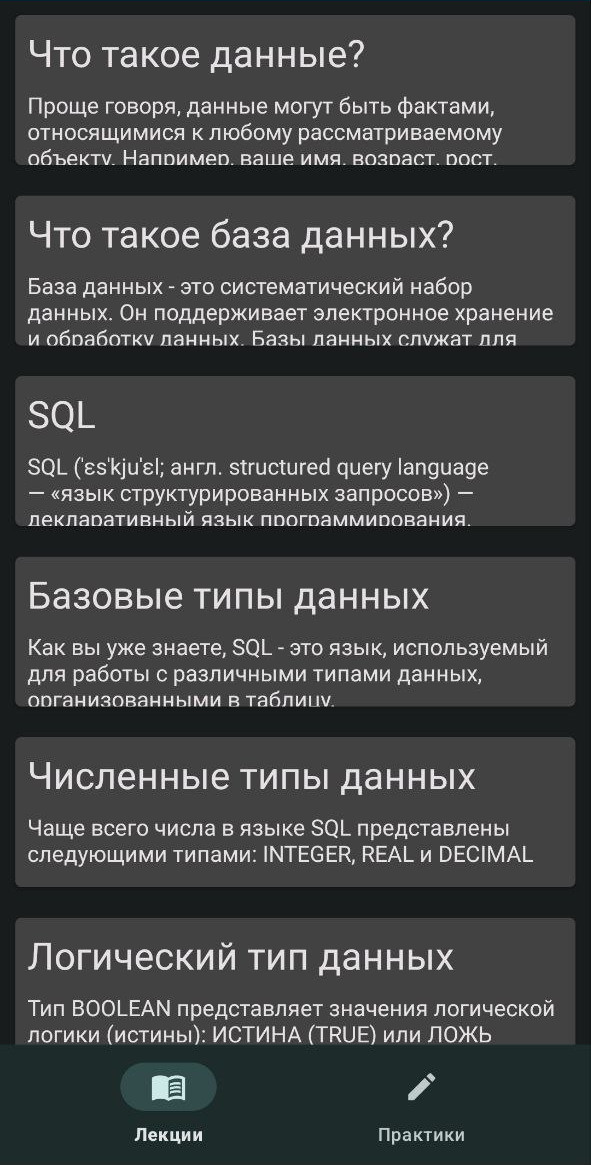 Что такое данные?
Проще говоря, данные могут быть фактами,
относящимися к любому рассматриваемому
объекту. Например, ваше имя, возраст, рост,
Что такое база данных?
База данных - это систематический набор
данных. Он поддерживает электронное хранение
и обработку данных. Базы данных служат для
SQL
SQL (ˈɛsˈkjuˈɛl; англ. structured query language
— «язык структурированных запросов») —
декларативный язык программирования,
Базовые типы данных
Как вы уже знаете, SQL - это язык, используемый
для работы с различными типами данных,
организованными в таблицу.
Численные типы данных
Чаще всего числа в языке SQL представлены
следующими типами: INTEGER, REAL и DECIMAL
Логический тип данных
Тип BOOLEAN представляет значения логической
логики (истины): ИСТИНА (TRUE) или ЛОЖЬ
Лекции
Практики